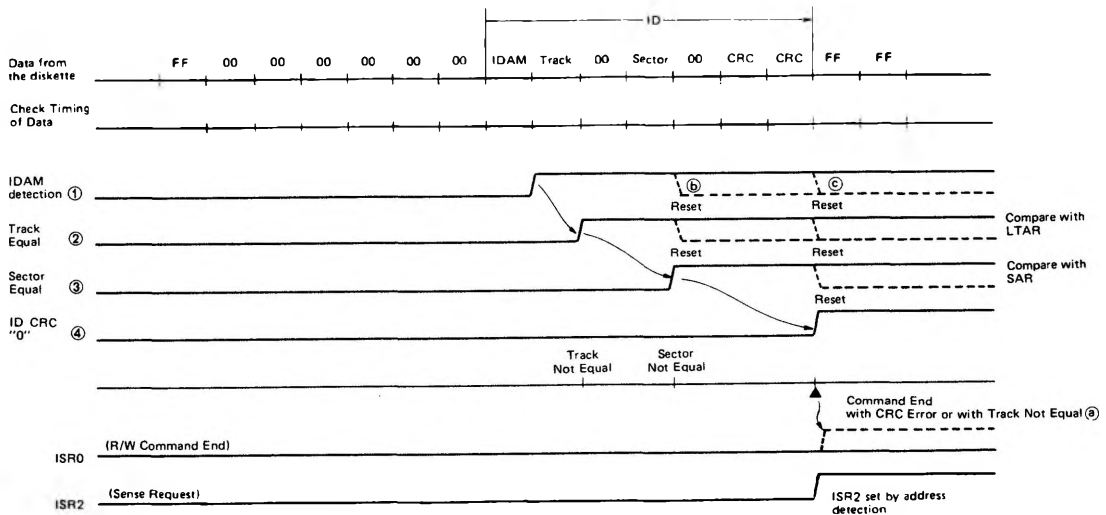 ID
Data from
the diskette
FF 00 00 00 00 00 00 IDAM Track 00 Sector 00 CRC CRC FF FF
Check Timing
of Data
IDAM
detection ①
ⓑ ⓒ
Reset Reset
Track
Equal ②
Compare with
LTAR
Reset Reset
Sector
Equal ③
Compare with
SAR
Reset
ID CRC
"0" ④
Track
Not Equal
Sector
Not Equal
Command End
with CRC Error or with Track Not Equal ⓐ
(R/W Command End)
ISR0
(Sense Request)
ISR2
ISR2 set by address
detection